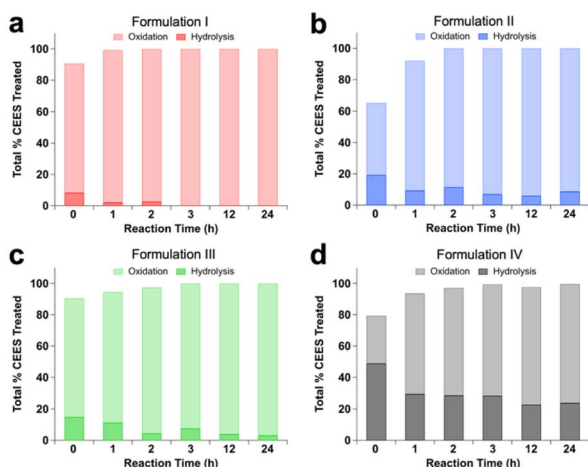 a
Formulation I
Oxidation Hydrolysis
Total % CEES Treated
100
80
60
40
20
0
0 1 2 3 12 24
Reaction Time (h)
b
Formulation II
Oxidation Hydrolysis
Total % CEES Treated
100
80
60
40
20
0
0 1 2 3 12 24
Reaction Time (h)
c
Formulation III
Oxidation Hydrolysis
Total % CEES Treated
100
80
60
40
20
0
0 1 2 3 12 24
Reaction Time (h)
d
Formulation IV
Oxidation Hydrolysis
Total % CEES Treated
100
80
60
40
20
0
0 1 2 3 12 24
Reaction Time (h)